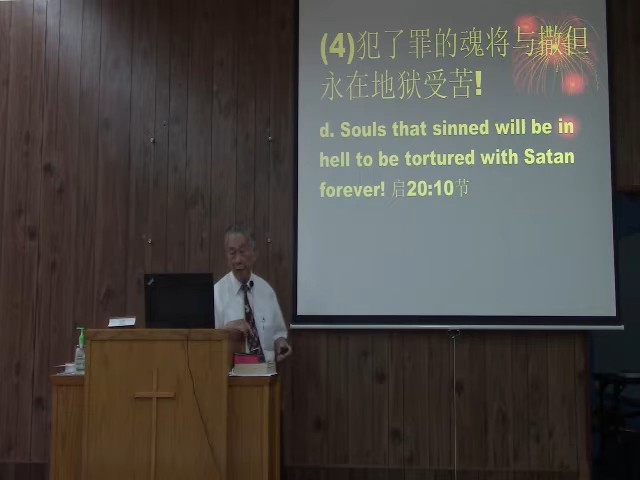 (4)犯了罪的魂将与撒但
永在地狱受苦!
d. Souls that sinned will be in
hell to be tortured with Satan
forever! 启20:10节